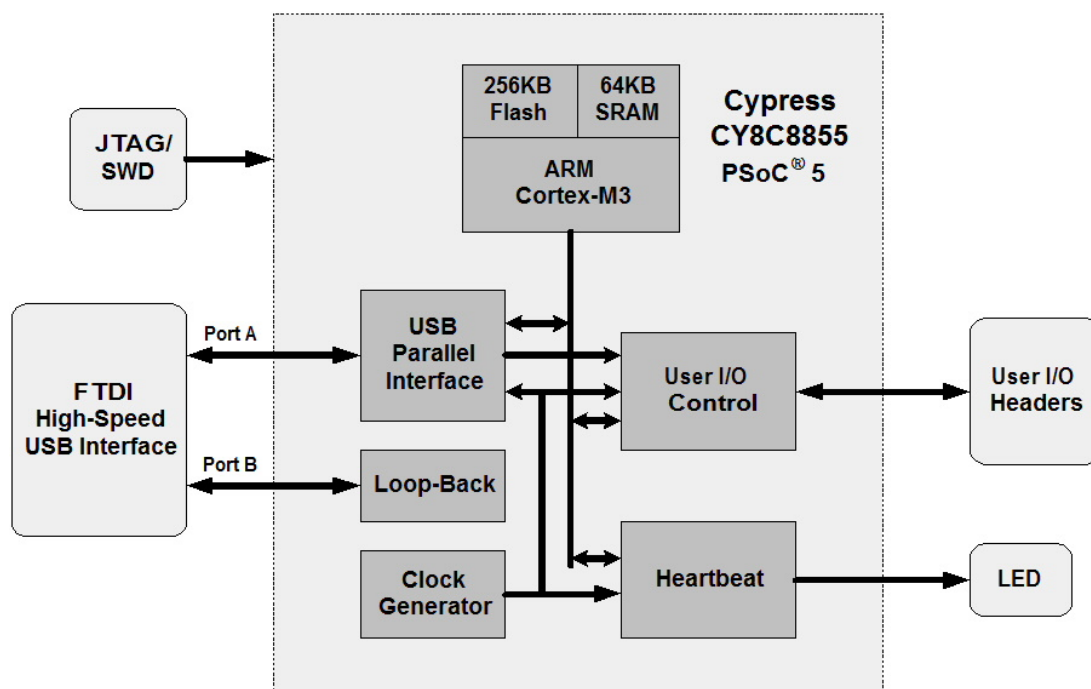 256KB
Flash
64KB
SRAM
Cypress
CY8C8855
PSoC® 5
JTAG/
SWD
ARM
Cortex-M3
Port A
USB
Parallel
Interface
User I/O
Control
User I/O
Headers
FTDI
High-Speed
USB Interface
Port B
Loop-Back
Clock
Generator
Heartbeat
LED